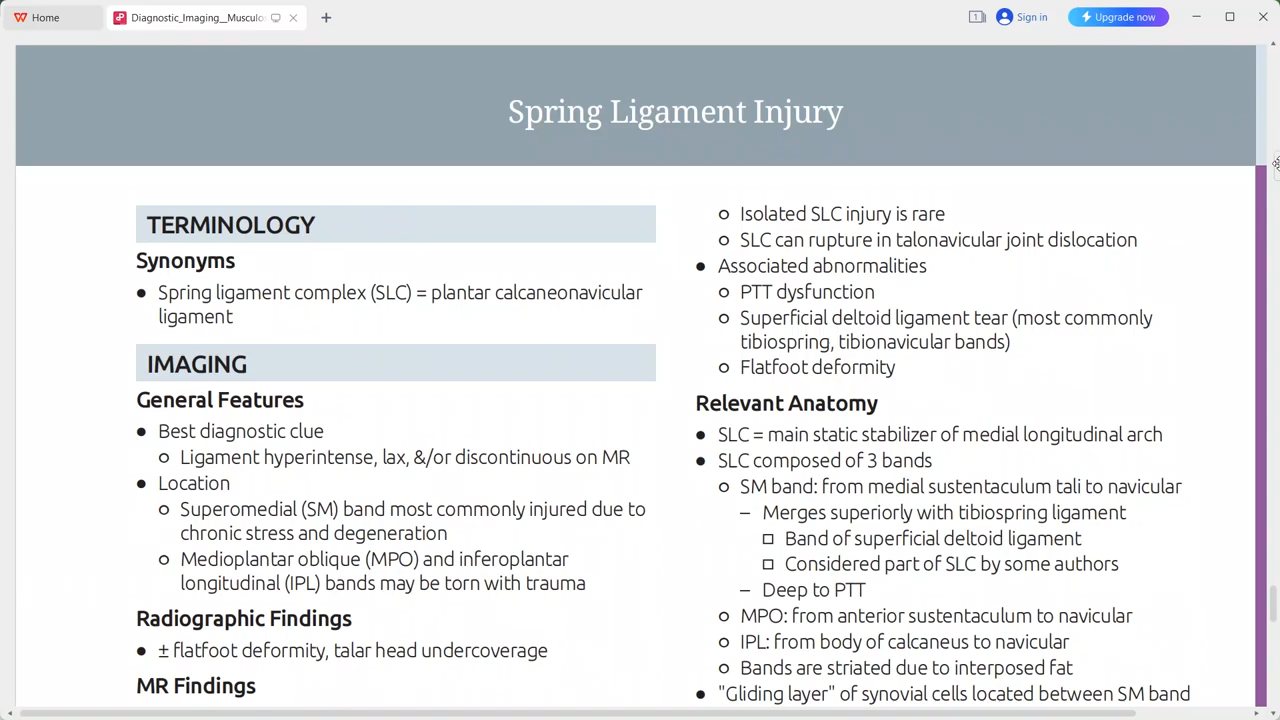 Home
Diagnostic_Imaging__Musculos
1
Sign in
Upgrade now
Spring Ligament Injury
TERMINOLOGY
Synonyms
● Spring ligament complex (SLC) = plantar calcaneonavicular
ligament
IMAGING
General Features
● Best diagnostic clue
○ Ligament hyperintense, lax, &/or discontinuous on MR
● Location
○ Superomedial (SM) band most commonly injured due to
chronic stress and degeneration
○ Medioplantar oblique (MPO) and inferoplantar
longitudinal (IPL) bands may be torn with trauma
Radiographic Findings
● ± flatfoot deformity, talar head undercoverage
MR Findings
○ Isolated SLC injury is rare
○ SLC can rupture in talonavicular joint dislocation
● Associated abnormalities
○ PTT dysfunction
○ Superficial deltoid ligament tear (most commonly
tibiospring, tibionavicular bands)
○ Flatfoot deformity
Relevant Anatomy
● SLC = main static stabilizer of medial longitudinal arch
● SLC composed of 3 bands
○ SM band: from medial sustentaculum tali to navicular
– Merges superiorly with tibiospring ligament
□ Band of superficial deltoid ligament
□ Considered part of SLC by some authors
– Deep to PTT
○ MPO: from anterior sustentaculum to navicular
○ IPL: from body of calcaneus to navicular
○ Bands are striated due to interposed fat
● "Gliding layer" of synovial cells located between SM band